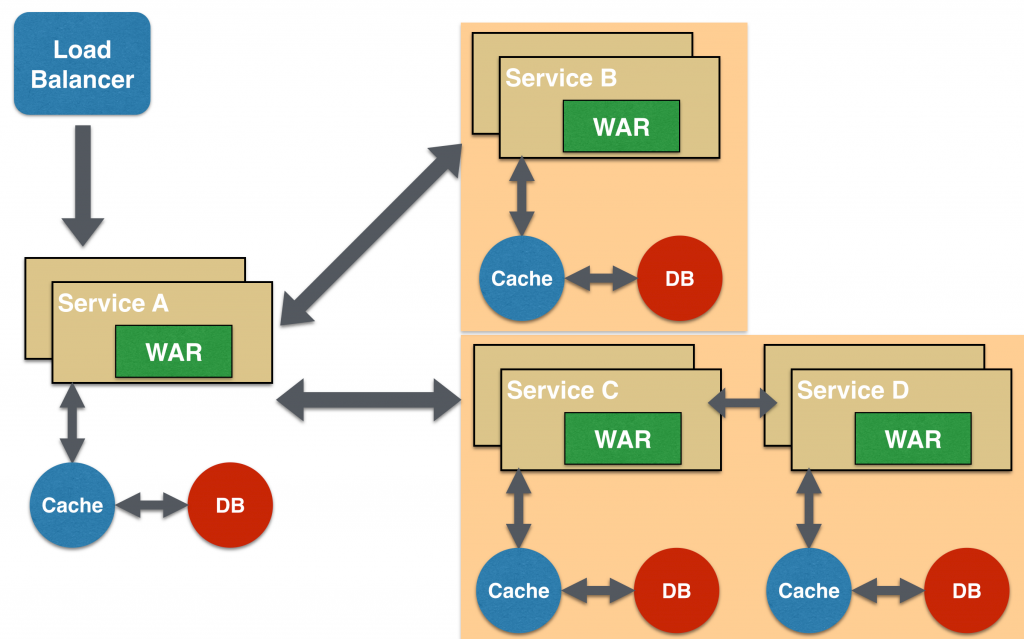 Load
Balancer
Service B
WAR
Cache
DB
Service A
WAR
Cache
DB
Service C
WAR
Cache
DB
Service D
WAR
Cache
DB